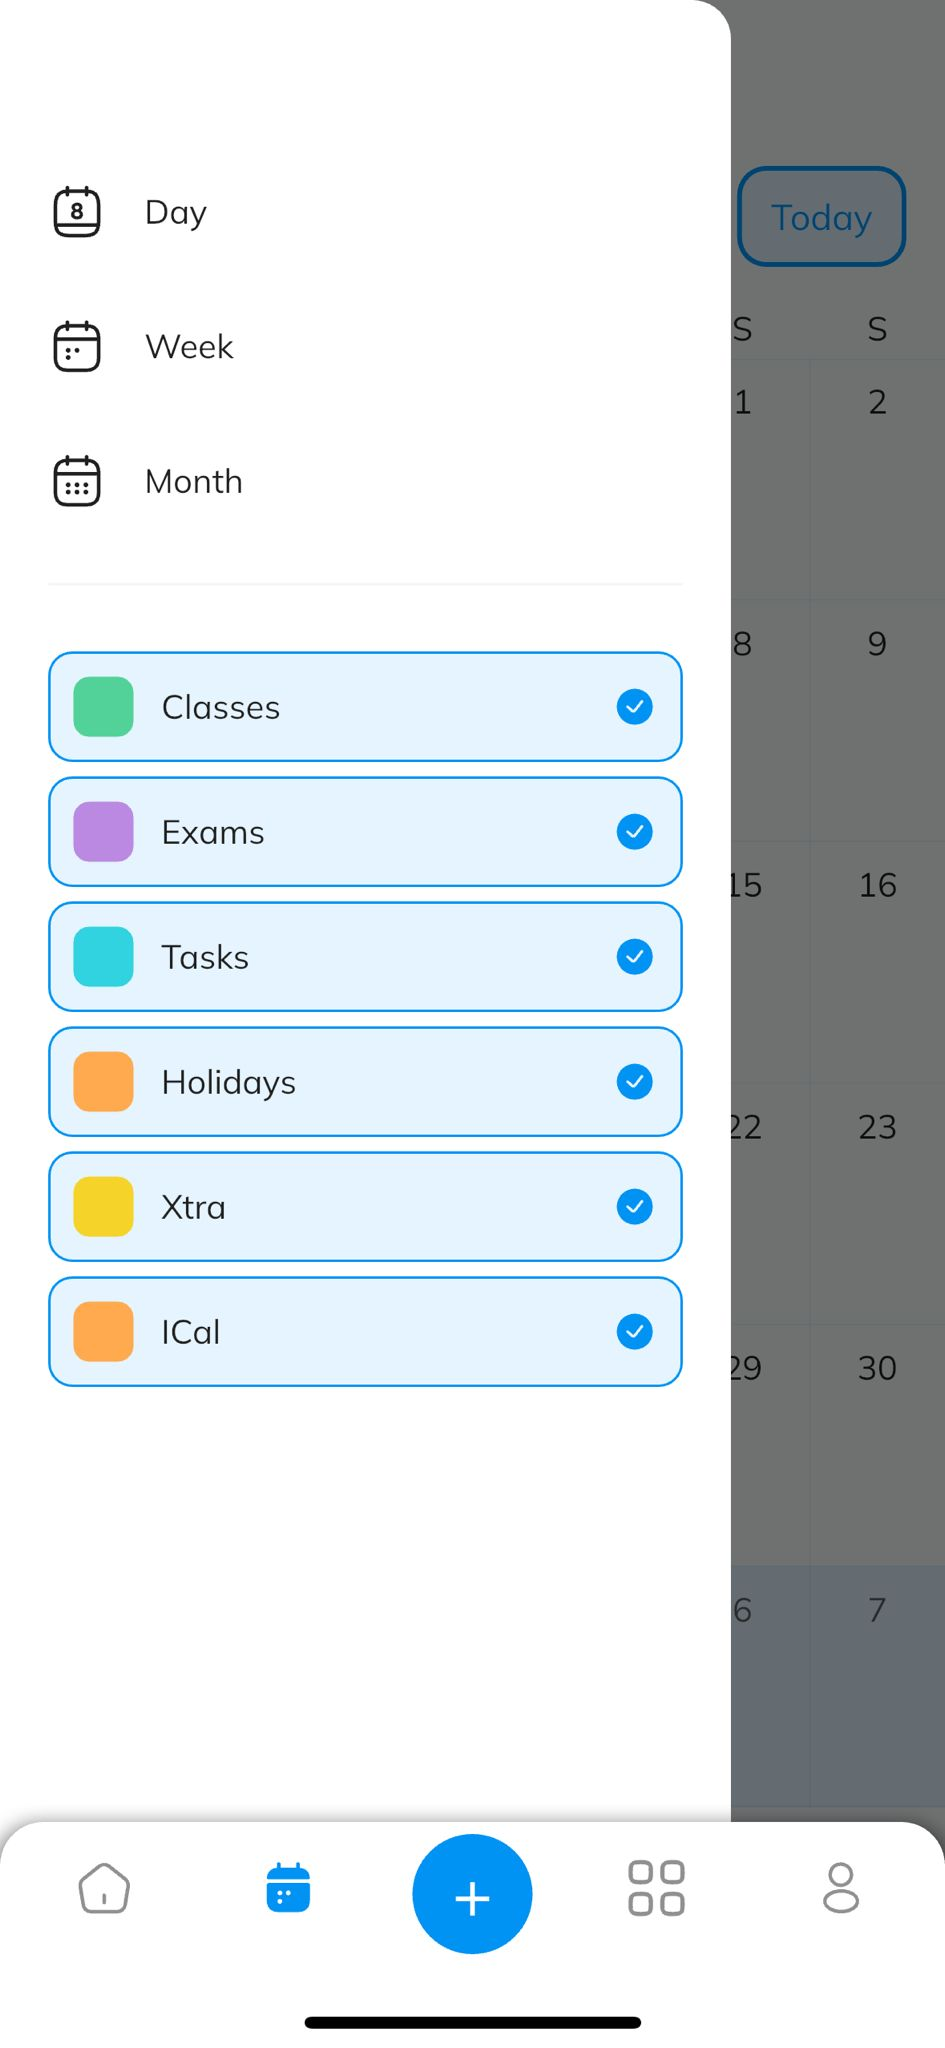 8
Day
Week
Month
Classes
Exams
Tasks
Holidays
Xtra
ICal
Today
S S
1 2
8 9
15 16
22 23
29 30
6 7